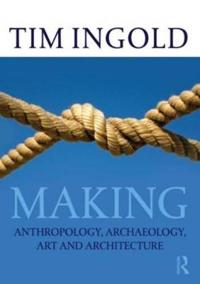 TIM INGOLD
MAKING
ANTHROPOLOGY, ARCHAEOLOGY,
ART AND ARCHITECTURE
R